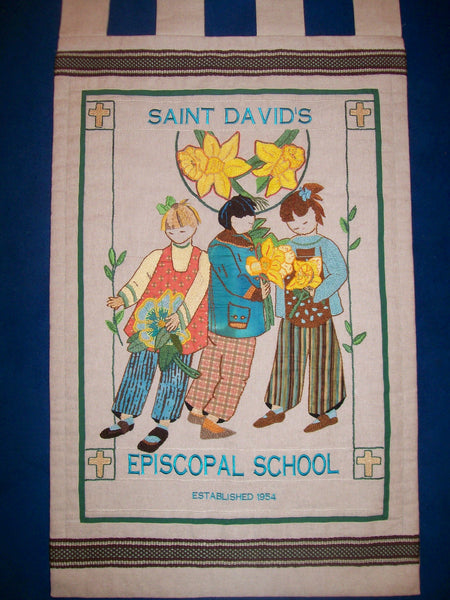 SAINT DAVID'S
EPISCOPAL SCHOOL
ESTABLISHED 1954